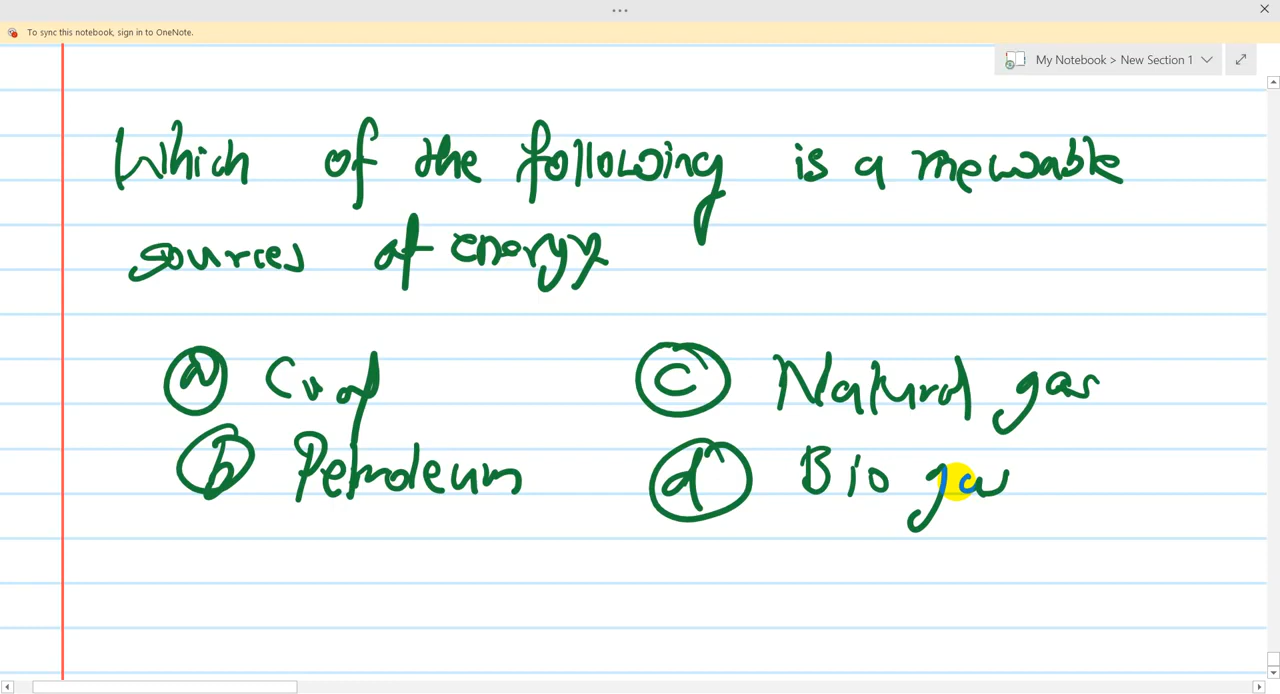 To sync this notebook, sign in to OneNote.
My Notebook > New Section 1
Which of the following is a renewable
sources of energy?
a Coal
b Petroleum
c Natural gas
d Bio gas